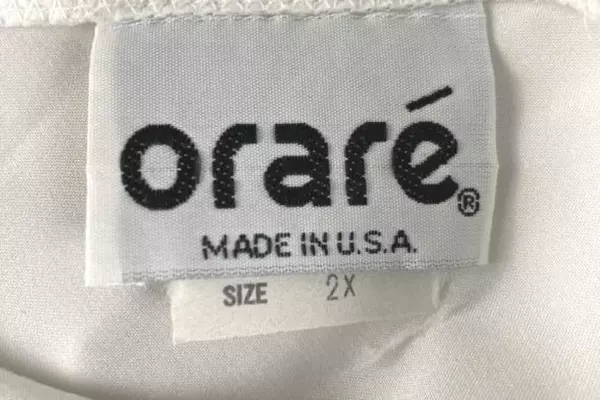 oraré®
MADE IN U.S.A.
SIZE 2X